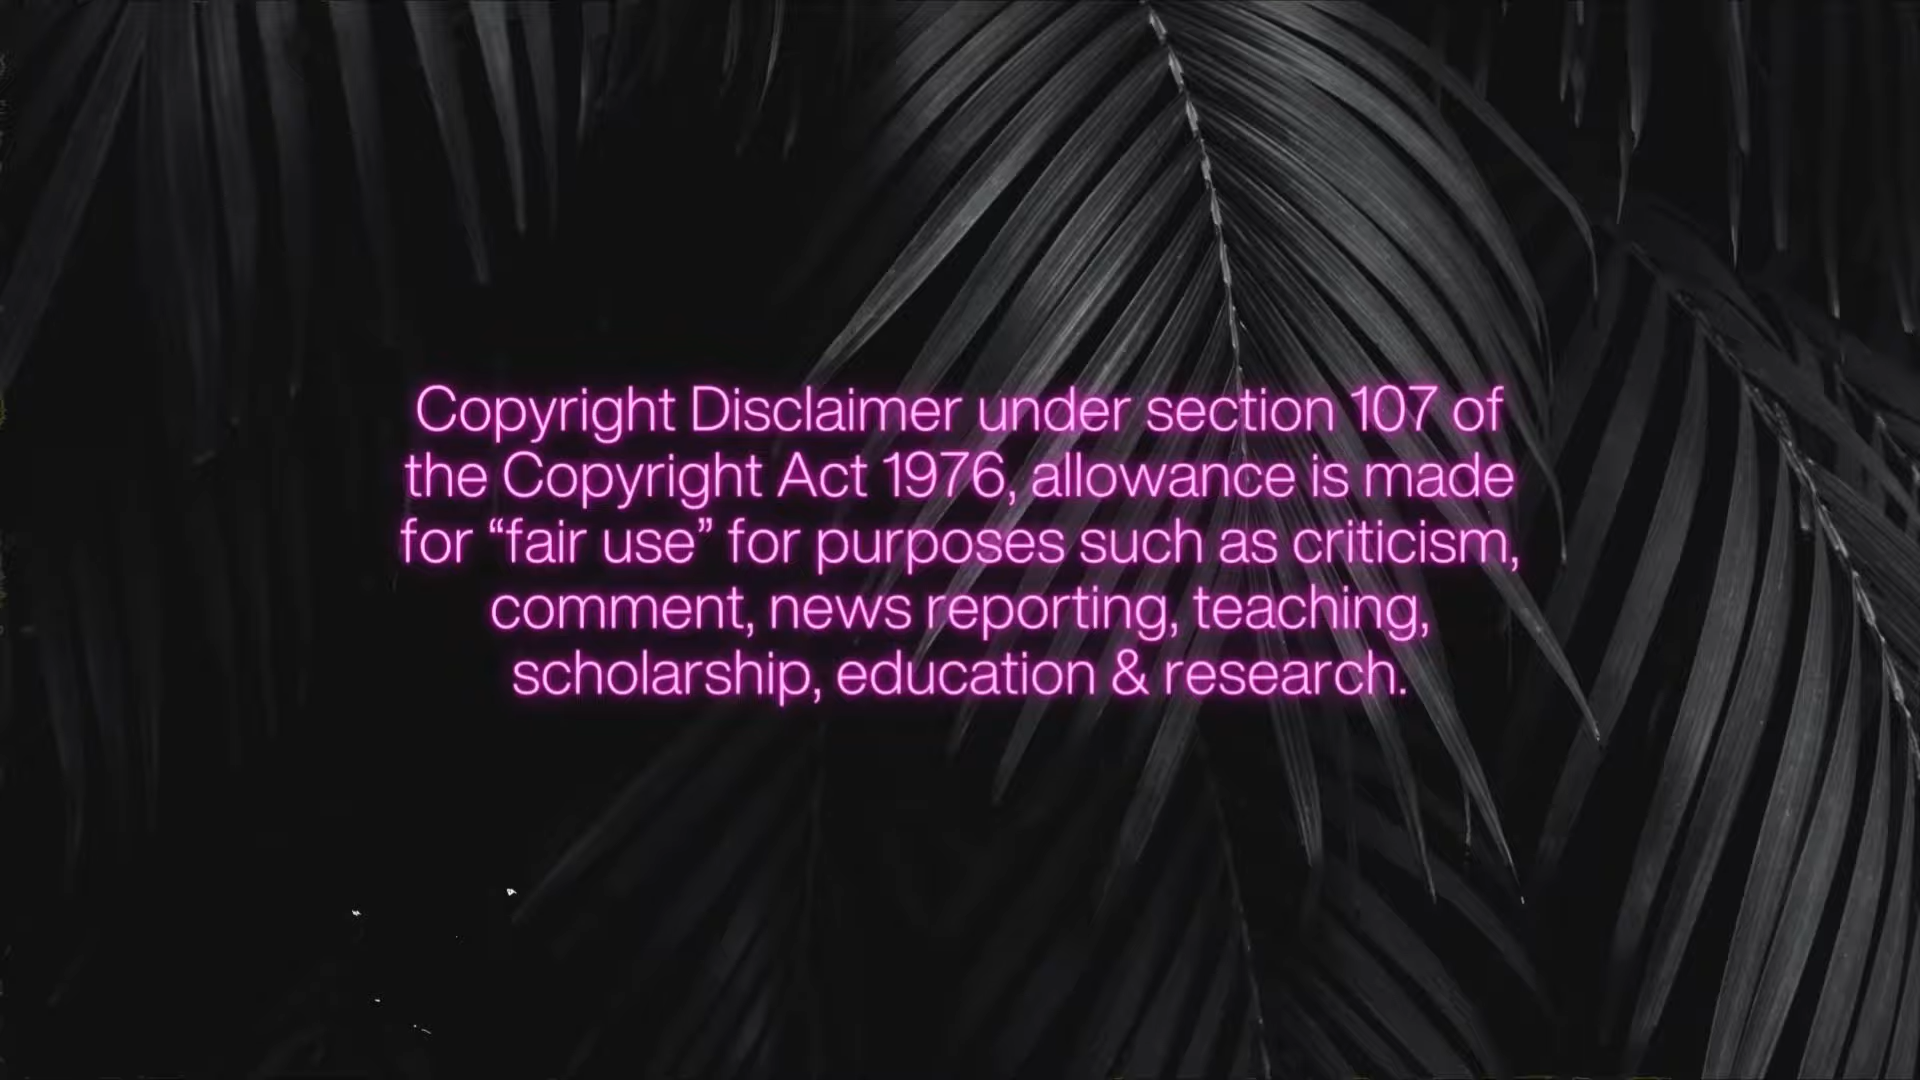 Copyright Disclaimer under section 107 of
the Copyright Act 1976, allowance is made
for “fair use” for purposes such as criticism,
comment, news reporting, teaching,
scholarship, education & research.